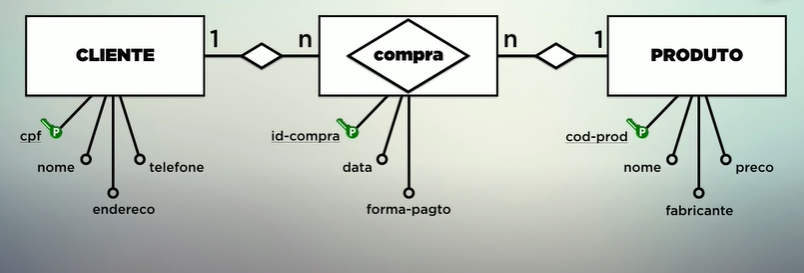 1 n n 1
CLIENTE compra PRODUTO
P P P
cpf id-compra cod-prod
nome telefone data nome preco
endereco forma-pagto fabricante